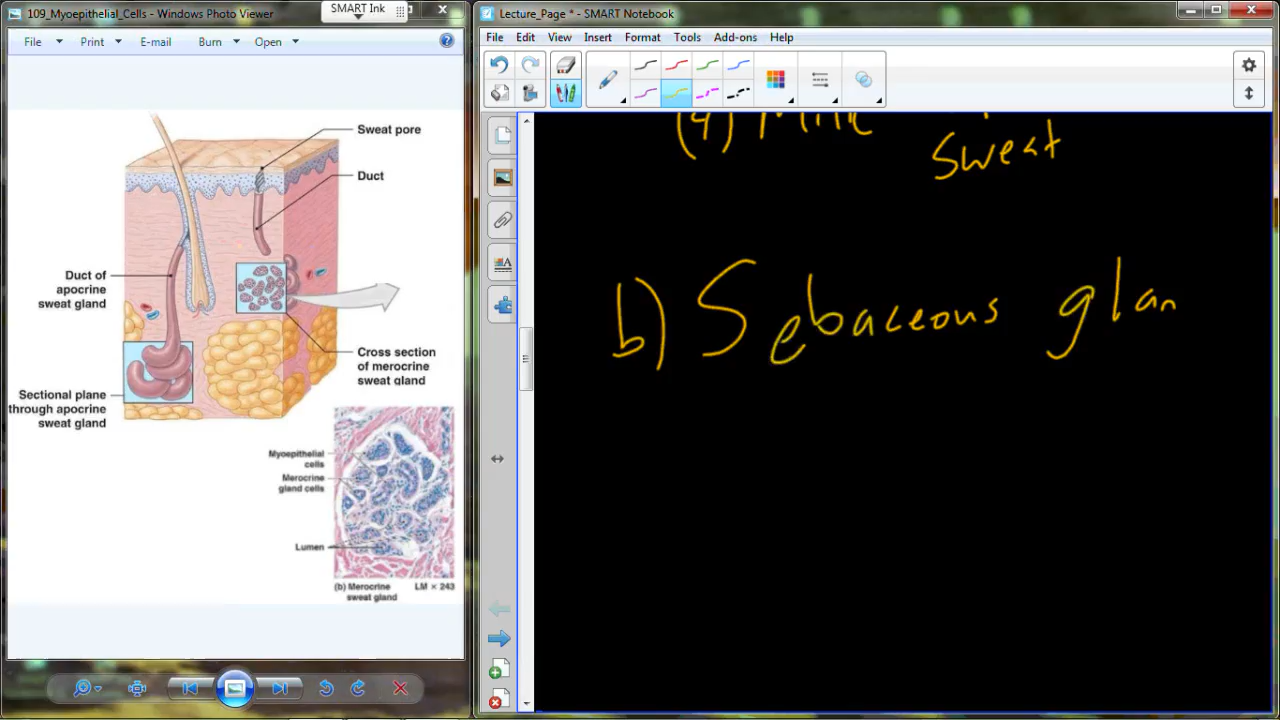 109_Myoepithelial_Cells - Windows Photo Viewer
SMART Ink
File Print E-mail Burn Open
Sweat pore
Duct
Duct of
apocrine
sweat gland
Cross section
of merocrine
sweat gland
Sectional plane
through apocrine
sweat gland
Myoepithelial
cells
Merocrine
gland cells
Lumen
(b) Merocrine
sweat gland
LM × 243
Lecture_Page * - SMART Notebook
File Edit View Insert Format Tools Add-ons Help
(4) Milk
Sweat
b) Sebaceous glan